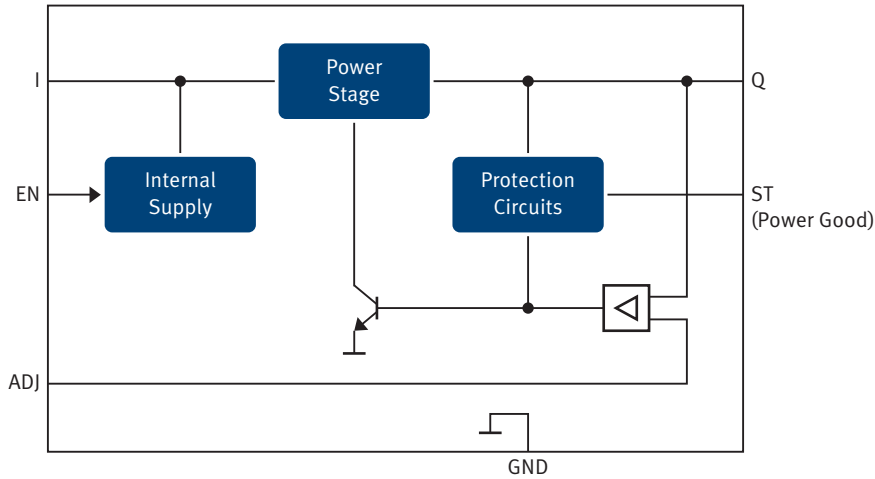 Power
Stage
I
Q
EN
Internal
Supply
Protection
Circuits
ST
(Power Good)
ADJ
GND